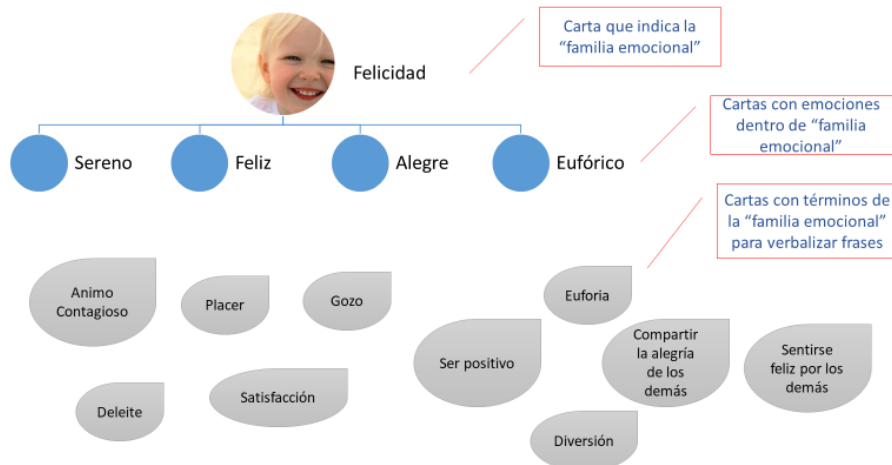 Felicidad
Carta que indica la
“familia emocional”
Sereno
Feliz
Alegre
Eufórico
Cartas con emociones
dentro de “familia
emocional”
Cartas con términos de
la “familia emocional”
para verbalizar frases
Animo
Contagioso
Placer
Gozo
Euforia
Ser positivo
Compartir
la alegría
de los
demás
Sentirse
feliz por los
demás
Deleite
Satisfacción
Diversión